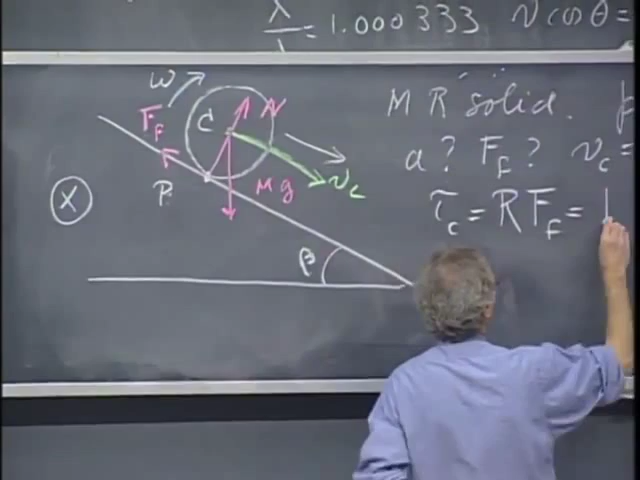 λ/ = 1.000333 v cos θ =
ω
F_f
C
N
P
Mg
v_c
β
X
M R solid.
a? F_f? v_c =
τ_c = R F_f = I